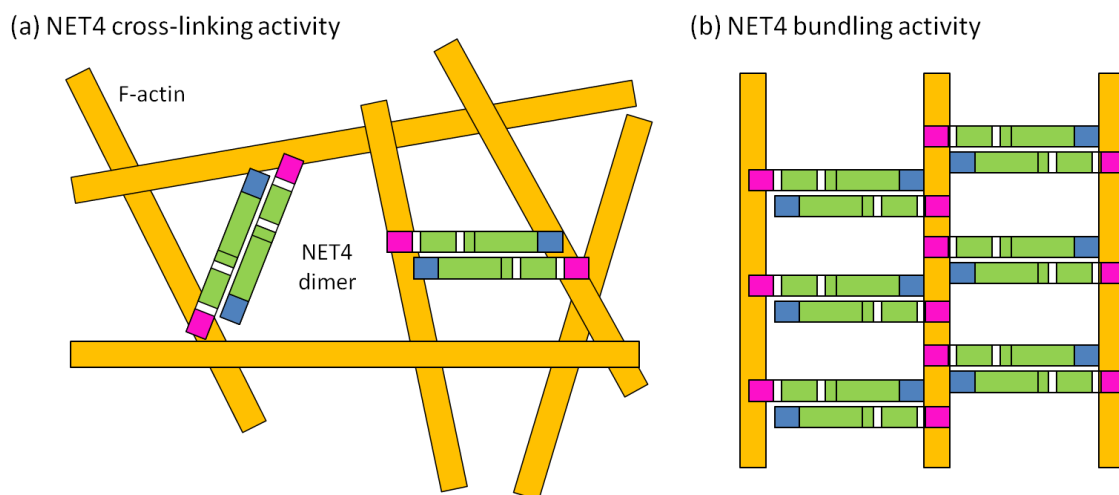 (a) NET4 cross-linking activity
F-actin
NET4
dimer
(b) NET4 bundling activity